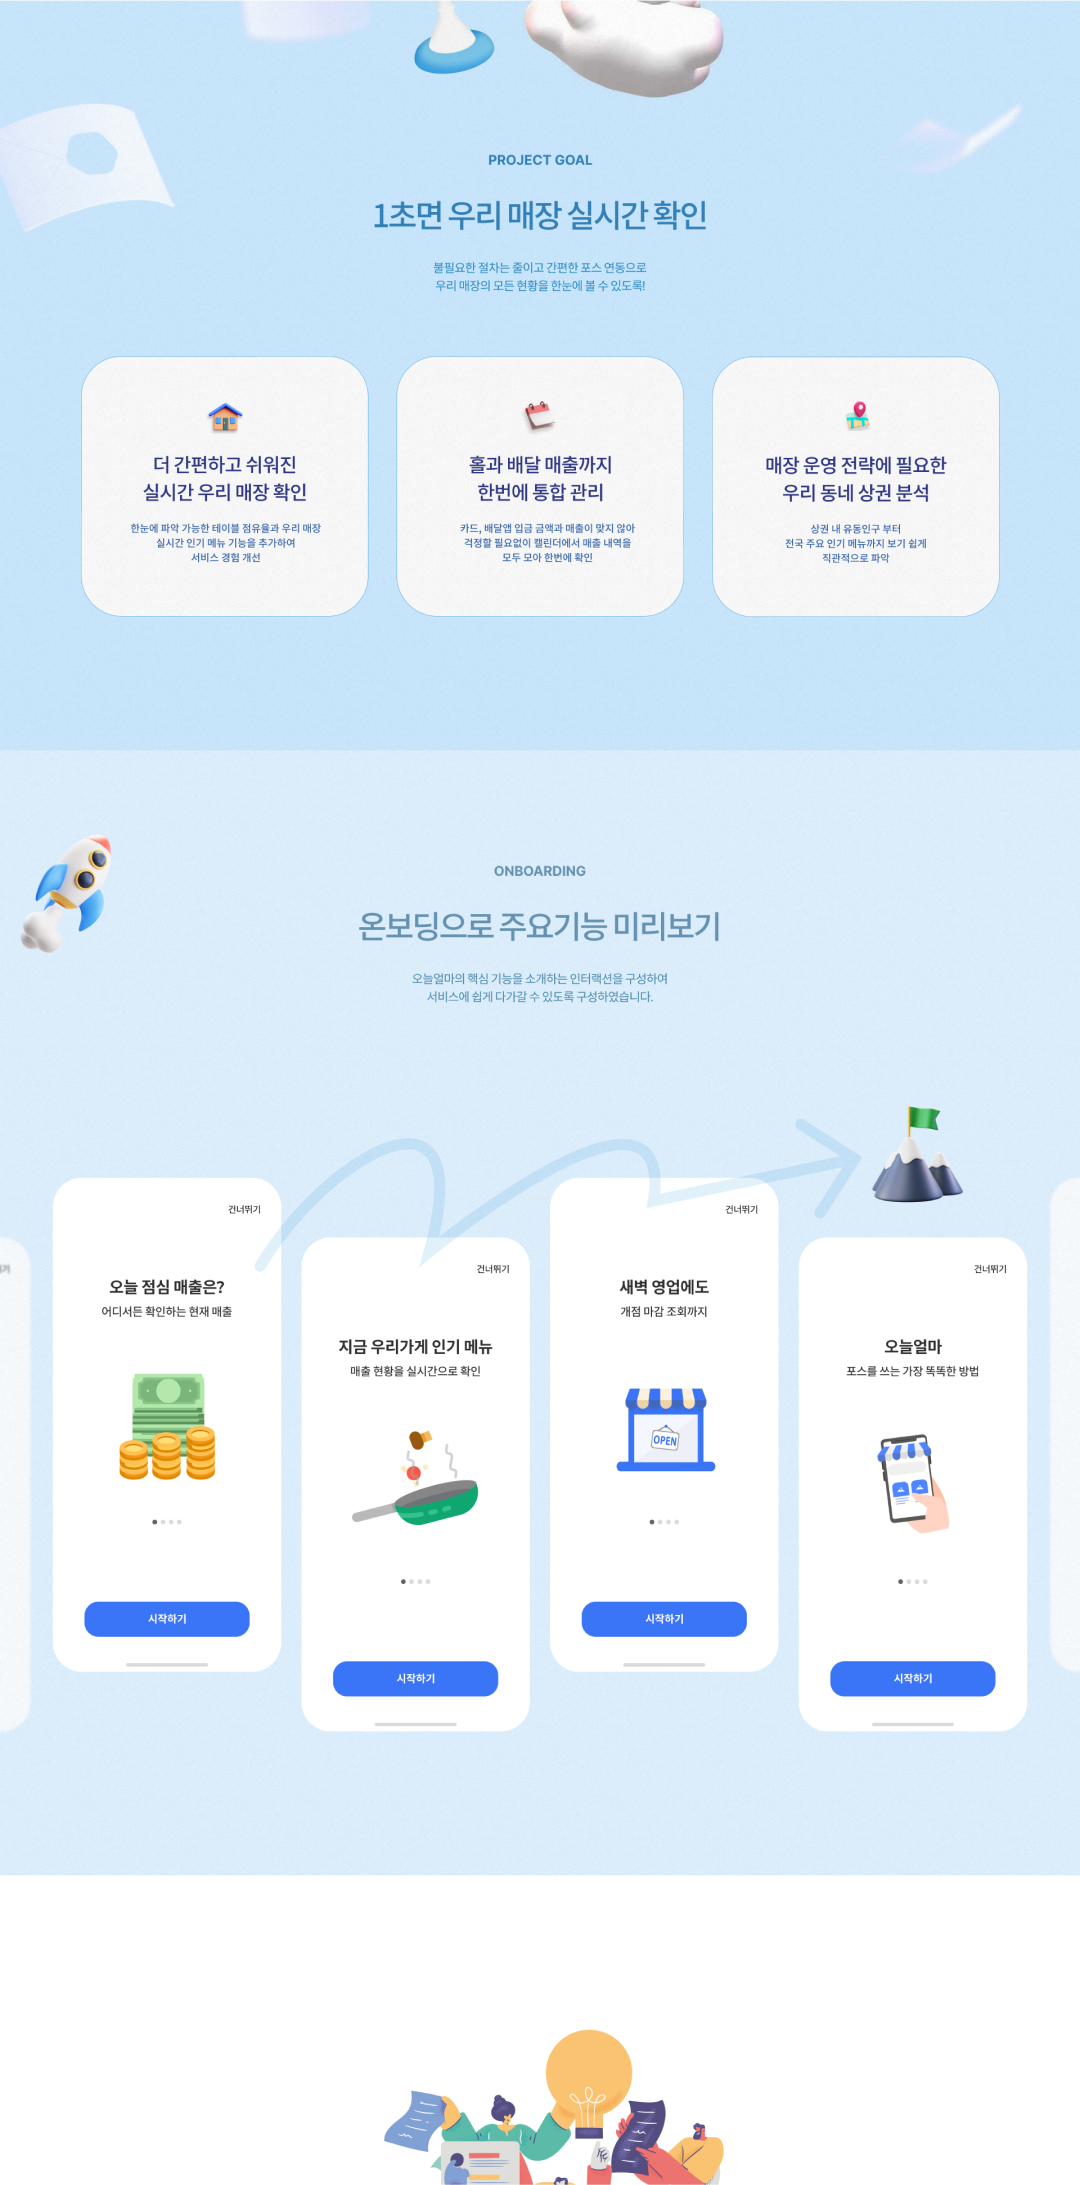 PROJECT GOAL
1초면 우리 매장 실시간 확인
불필요한 절차는 줄이고 간편한 포스 연동으로
우리 매장의 모든 현황을 한눈에 볼 수 있도록!
더 간편하고 쉬워진
실시간 우리 매장 확인
한눈에 파악 가능한 테이블 점유율과 우리 매장
실시간 인기 메뉴 기능을 추가하여
서비스 경험 개선
홀과 배달 매출까지
한번에 통합 관리
카드, 배달앱 입금 금액과 매출이 맞지 않아
걱정할 필요없이 캘린더에서 매출 내역을
모두 모아 한번에 확인
매장 운영 전략에 필요한
우리 동네 상권 분석
상권 내 유동인구 부터
전국 주요 인기 메뉴까지 보기 쉽게
직관적으로 파악
ONBOARDING
온보딩으로 주요기능 미리보기
오늘얼마의 핵심 기능을 소개하는 인터랙션을 구성하여
서비스에 쉽게 다가갈 수 있도록 구성하였습니다.
건너뛰기
오늘 점심 매출은?
어디서든 확인하는 현재 매출
시작하기
건너뛰기
지금 우리가게 인기 메뉴
매출 현황을 실시간으로 확인
시작하기
건너뛰기
새벽 영업에도
개점 마감 조회까지
OPEN
시작하기
건너뛰기
오늘얼마
포스를 쓰는 가장 똑똑한 방법
시작하기